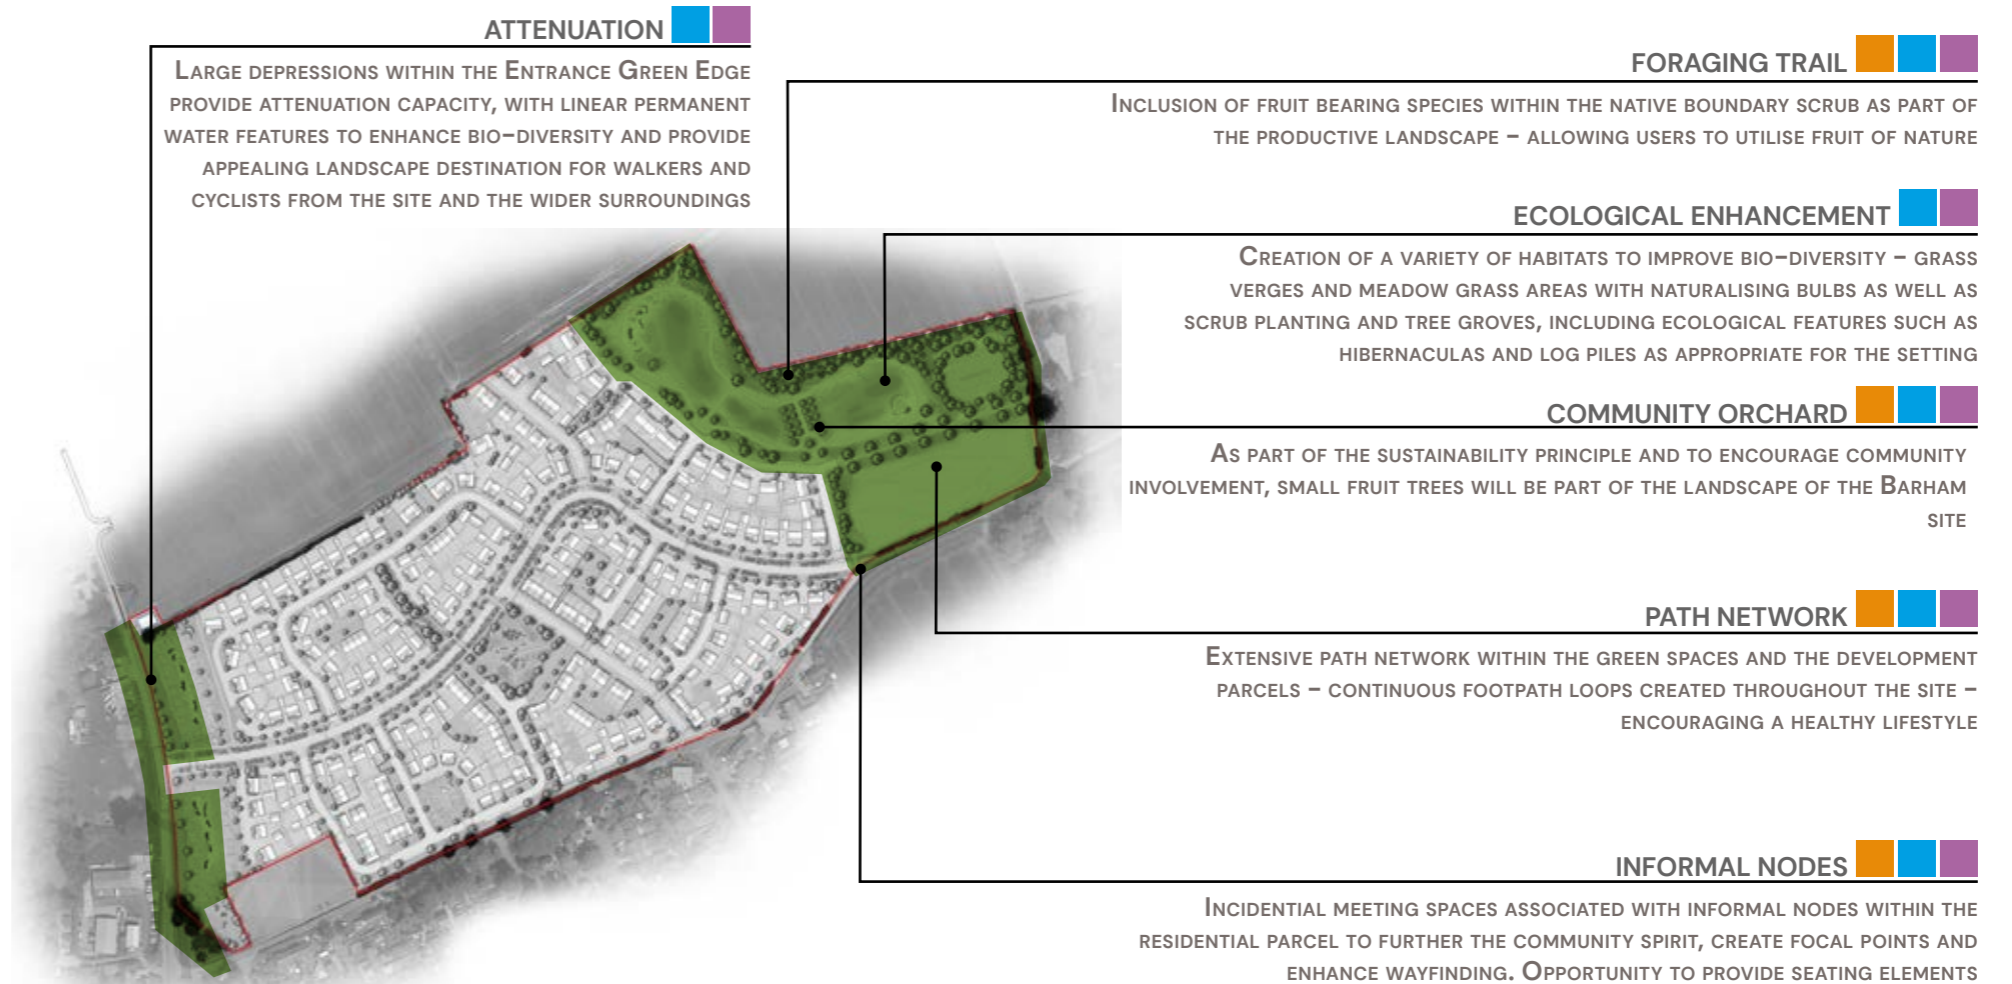 ATTENUATION
Large depressions within the Entrance Green Edge
provide attenuation capacity, with linear permanent
water features to enhance bio-diversity and provide
appealing landscape destination for walkers and
cyclists from the site and the wider surroundings
FORAGING TRAIL
Inclusion of fruit bearing species within the native boundary scrub as part of
the productive landscape - allowing users to utilise fruit of nature
ECOLOGICAL ENHANCEMENT
Creation of a variety of habitats to improve bio-diversity - grass
verges and meadow grass areas with naturalising bulbs as well as
scrub planting and tree groves, including ecological features such as
hibernaculas and log piles as appropriate for the setting
COMMUNITY ORCHARD
As part of the sustainability principle and to encourage community
involvement, small fruit trees will be part of the landscape of the Barham
site
PATH NETWORK
Extensive path network within the green spaces and the development
parcels - continuous footpath loops created throughout the site -
encouraging a healthy lifestyle
INFORMAL NODES
Incidential meeting spaces associated with informal nodes within the
residential parcel to further the community spirit, create focal points and
enhance wayfinding. Opportunity to provide seating elements